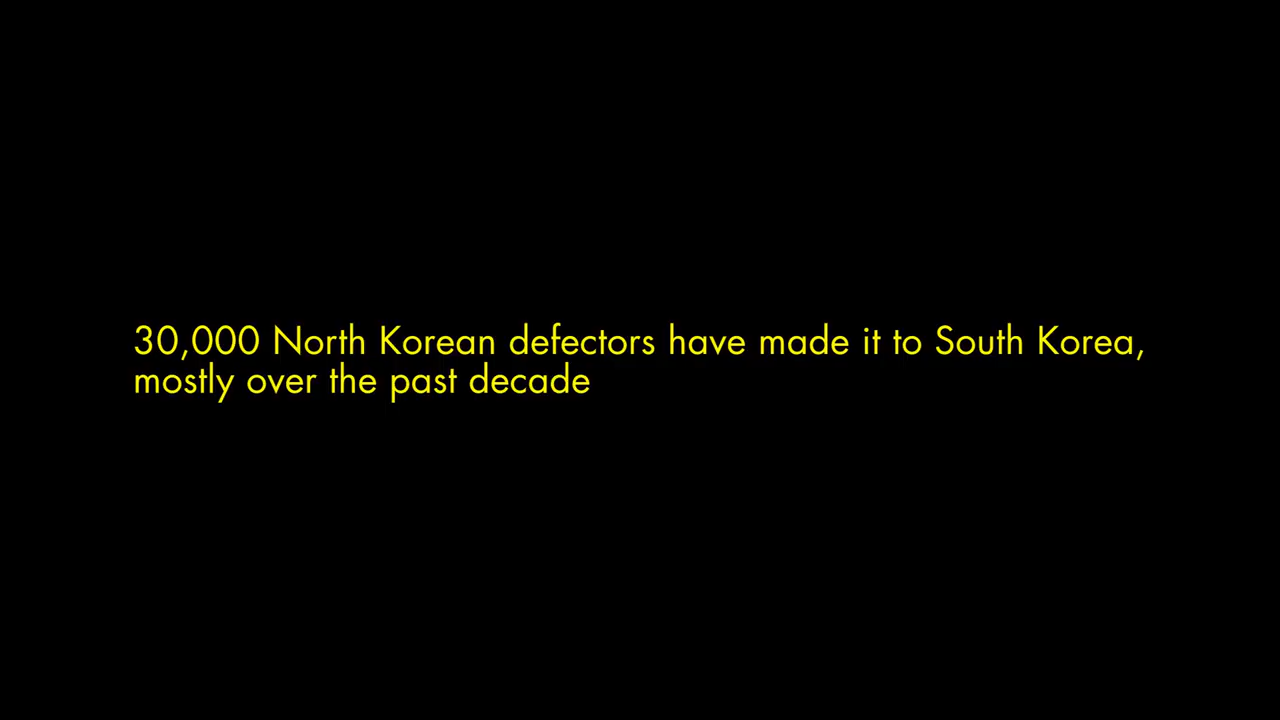 30,000 North Korean defectors have made it to South Korea,
mostly over the past decade